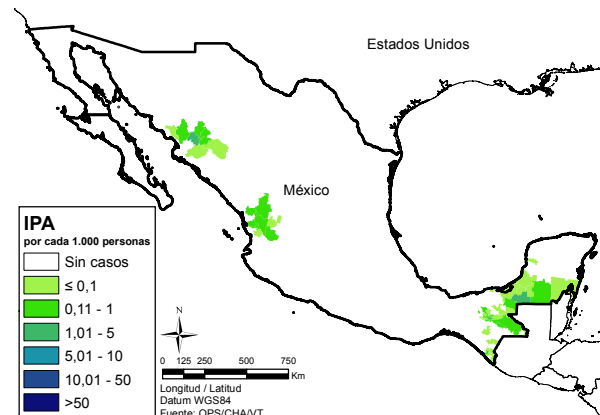 Estados Unidos
México
IPA
por cada 1.000 personas
Sin casos
≤ 0,1
0,11 - 1
1,01 - 5
5,01 - 10
10,01 - 50
>50
N
0 125 250 500 750
Km
Longitud / Latitud
Datum WGS84
Fuente: OPS/CHA/VT